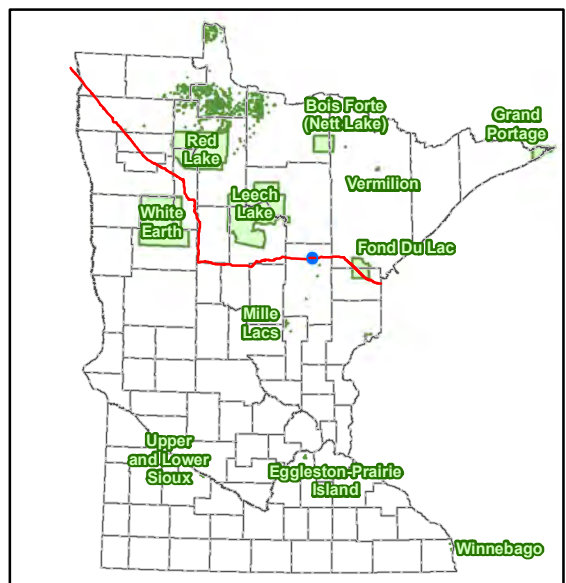 Bois Forte
(Nett Lake)
Grand
Portage
Red
Lake
Vermilion
Leech
Lake
White
Earth
Fond Du Lac
Mille
Lacs
Upper
and Lower
Sioux
Eggleston-Prairie
Island
Winnebago